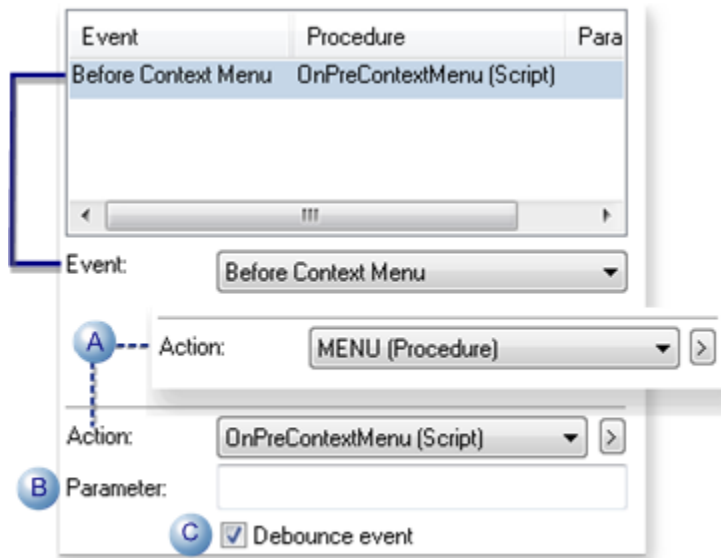 Event Procedure Para
Before Context Menu OnPreContextMenu (Script)
Event: Before Context Menu
A Action: MENU (Procedure) >
Action: OnPreContextMenu (Script) >
B Parameter:
C Debounce event